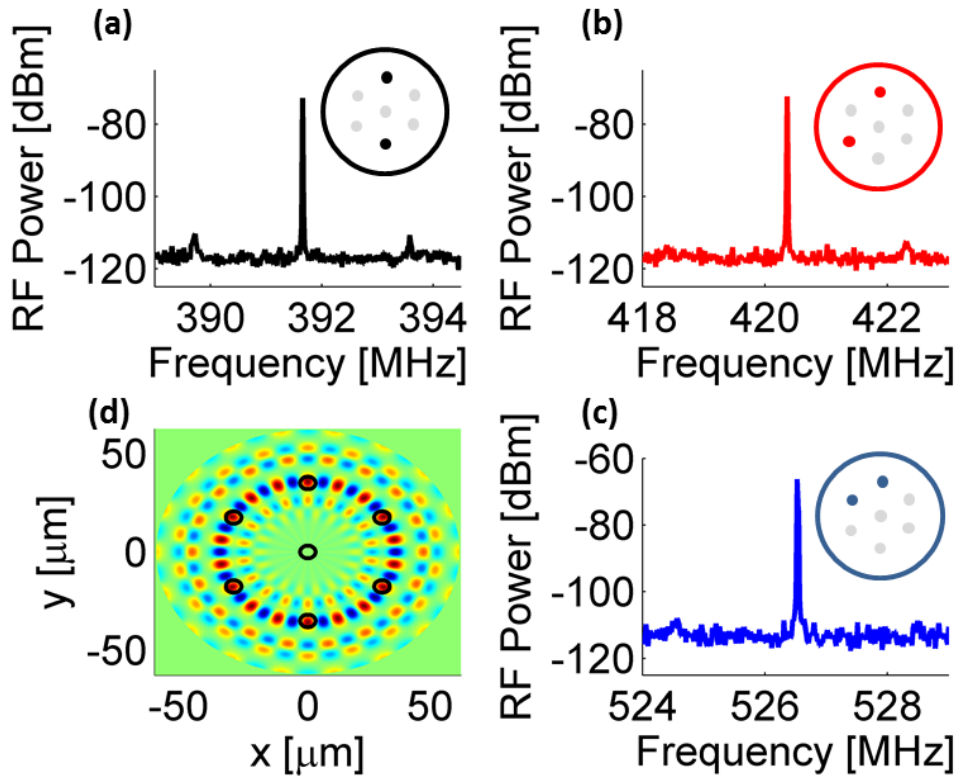 (a)
RF Power [dBm]
-80
-100
-120
390 392 394
Frequency [MHz]
(b)
RF Power [dBm]
-80
-100
-120
418 420 422
Frequency [MHz]
(d)
y [μm]
50
0
-50
-50 0 50
x [μm]
(c)
RF Power [dBm]
-60
-80
-100
-120
524 526 528
Frequency [MHz]